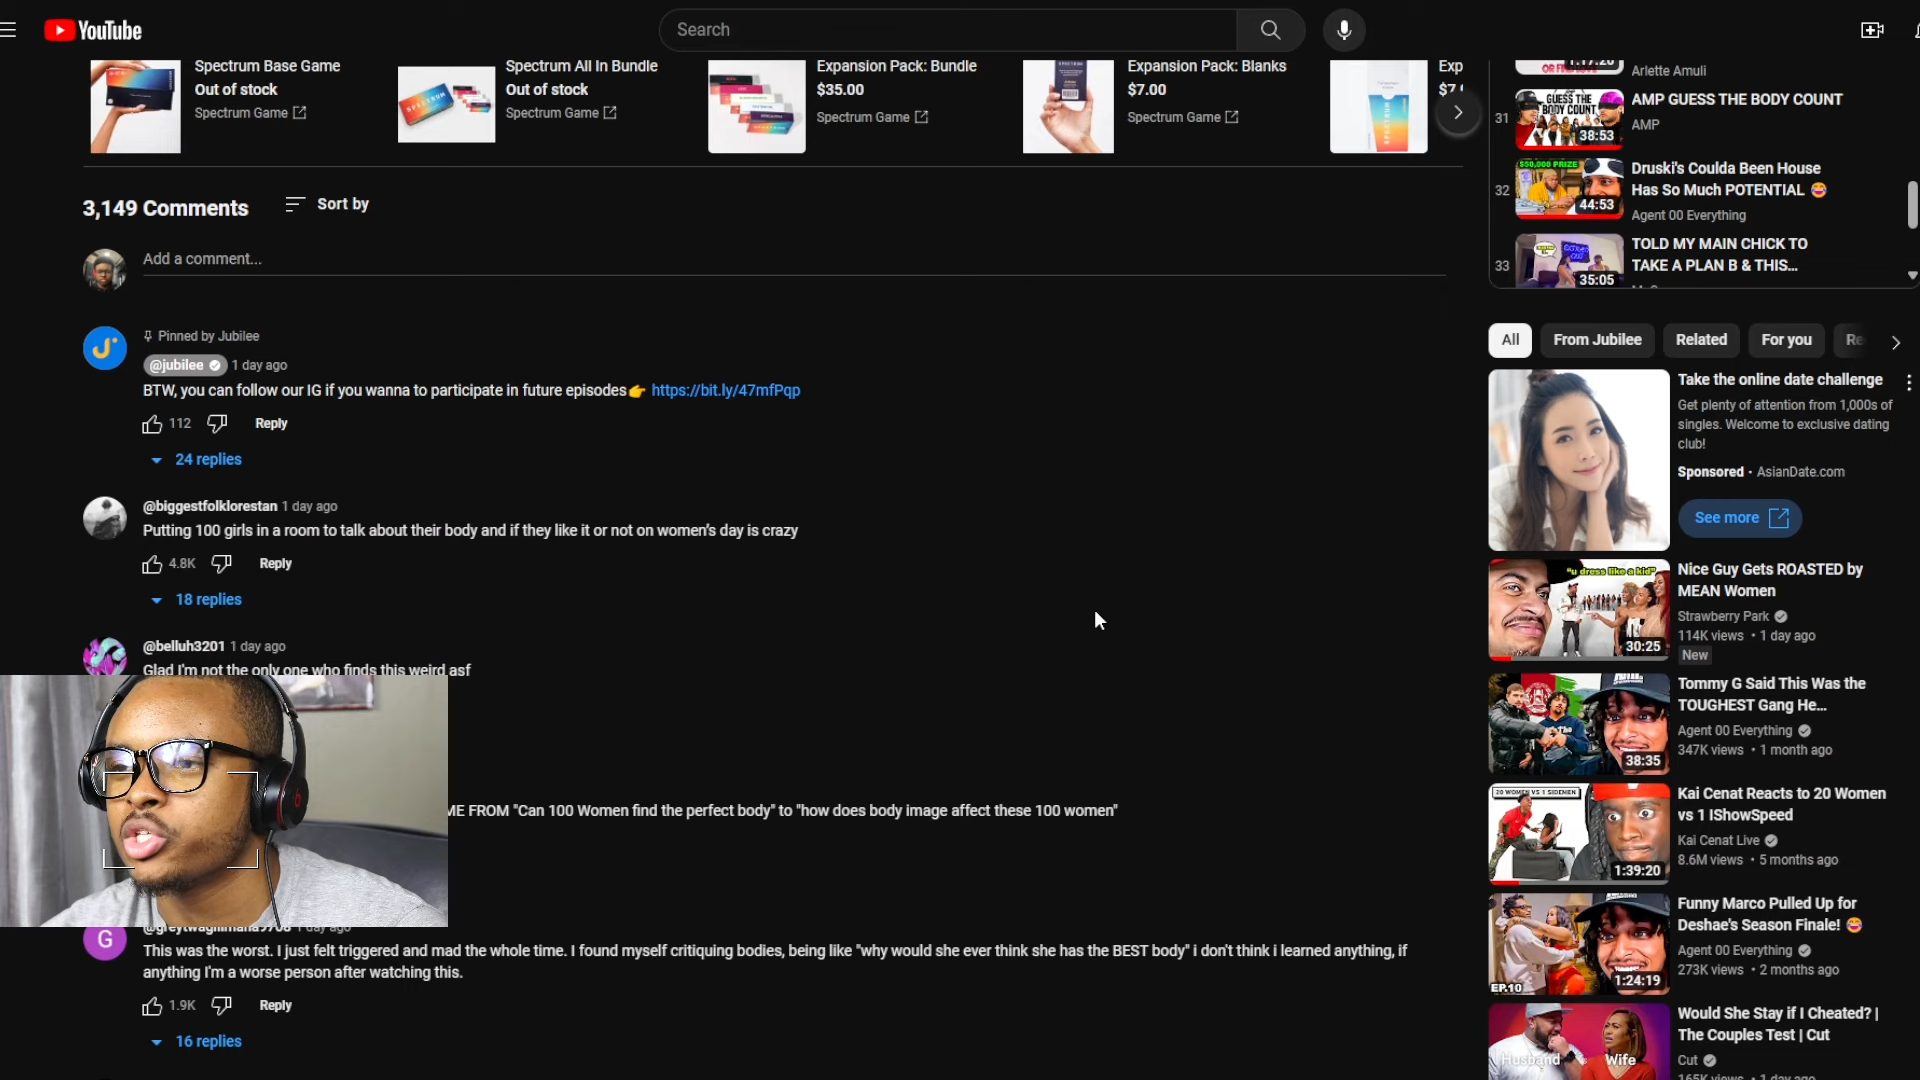 YouTube
Search
Spectrum Base Game
Out of stock
Spectrum Game
Spectrum All In Bundle
Out of stock
Spectrum Game
Expansion Pack: Bundle
$35.00
Spectrum Game
Expansion Pack: Blanks
$7.00
Spectrum Game
Exp
3,149 Comments
Sort by
Add a comment...
Pinned by Jubilee
@jubilee
1 day ago
BTW, you can follow our IG if you wanna to participate in future episodes👉 https://bit.ly/47mfPqp
112
Reply
24 replies
@biggestfolklorestan 1 day ago
Putting 100 girls in a room to talk about their body and if they like it or not on women's day is crazy
4.8K
Reply
18 replies
@belluh3201 1 day ago
Glad I'm not the only one who finds this weird asf
ME FROM "Can 100 Women find the perfect body" to "how does body image affect these 100 women"
G
1 day ago
This was the worst. I just felt triggered and mad the whole time. I found myself critiquing bodies, being like "why would she ever think she has the BEST body" i don't think i learned anything, if
anything I'm a worse person after watching this.
1.9K
Reply
16 replies
Arlette Amuli
31
GUESS THE
BODY COUNT
38:53
AMP GUESS THE BODY COUNT
AMP
32
$50,000 PRIZE
44:53
Druski's Coulda Been House
Has So Much POTENTIAL 😂
Agent 00 Everything
33
35:05
TOLD MY MAIN CHICK TO
TAKE A PLAN B & THIS...
All
From Jubilee
Related
For you
Re
Take the online date challenge
Get plenty of attention from 1,000s of
singles. Welcome to exclusive dating
club!
Sponsored • AsianDate.com
See more
"u dress like a kid"
30:25
Nice Guy Gets ROASTED by
MEAN Women
Strawberry Park
114K views • 1 day ago
New
38:35
Tommy G Said This Was the
TOUGHEST Gang He...
Agent 00 Everything
347K views • 1 month ago
20 WOMEN VS 1 SIDEMEN
1:39:20
Kai Cenat Reacts to 20 Women
vs 1 IShowSpeed
Kai Cenat Live
8.6M views • 5 months ago
EP.10
1:24:19
Funny Marco Pulled Up for
Deshae's Season Finale! 😂
Agent 00 Everything
273K views • 2 months ago
Husband
Wife
Would She Stay if I Cheated? |
The Couples Test | Cut
Cut
165K views • 1 day ago